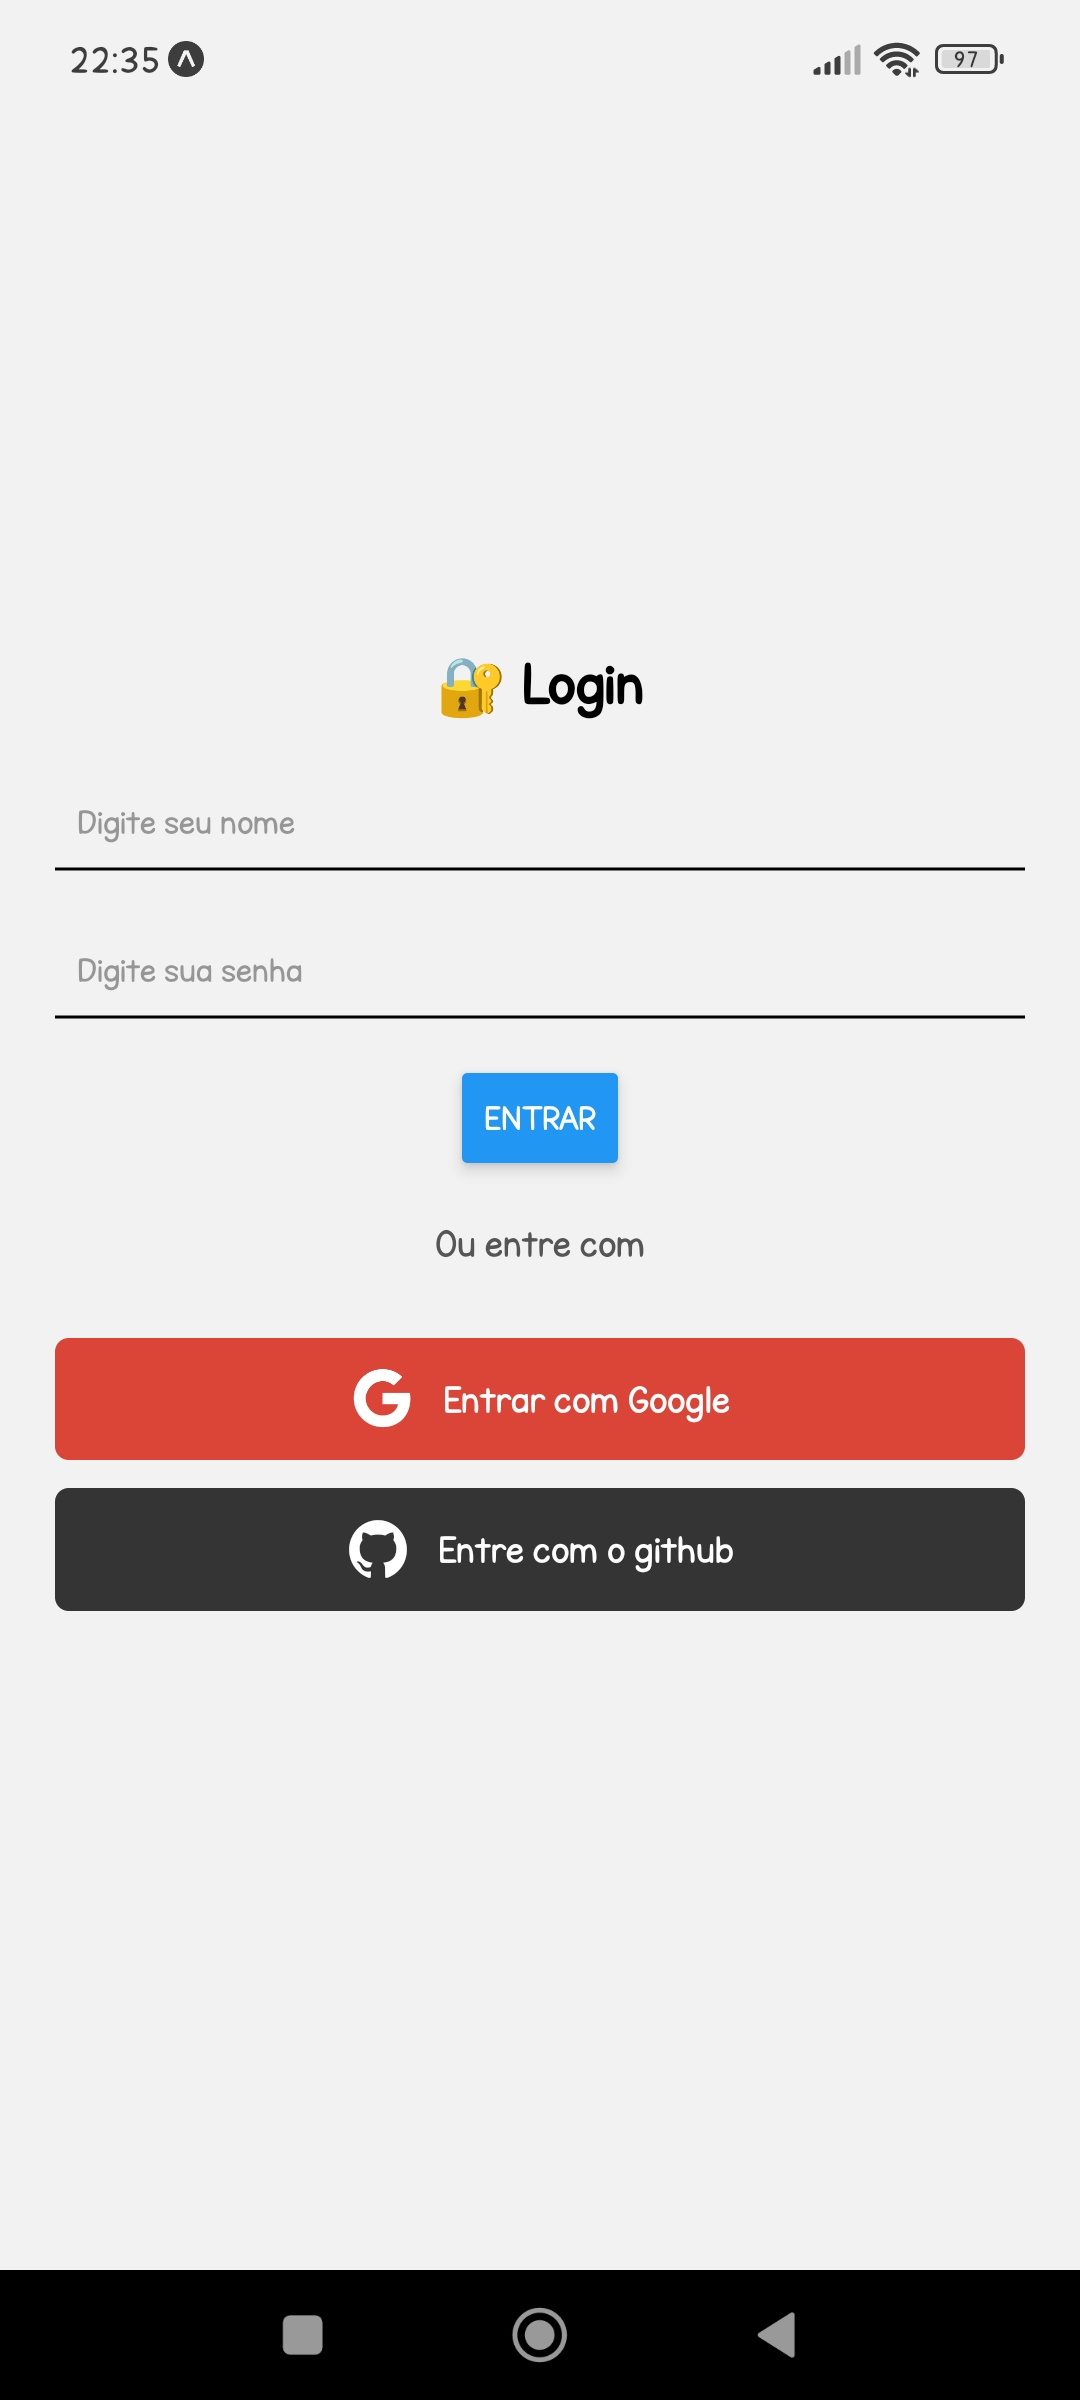 22:35
97
🔐 Login
Digite seu nome
Digite sua senha
ENTRAR
Ou entre com
Entrar com Google
Entre com o github